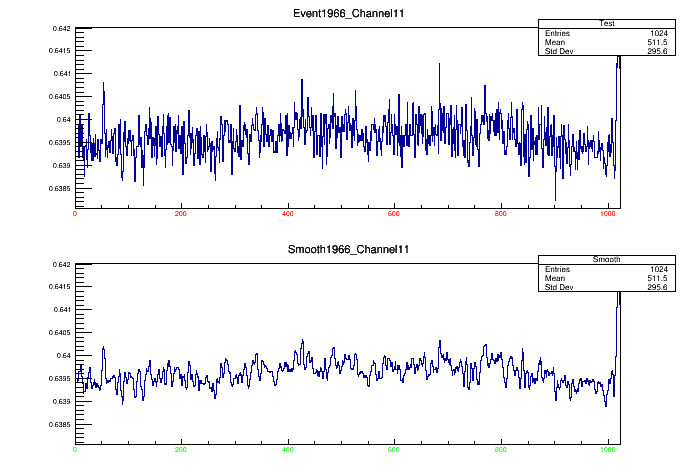 Event1966_Channel11
Test
Entries 1024
Mean 511.5
Std Dev 295.6
0.642
0.6415
0.641
0.6405
0.64
0.6395
0.639
0.6385
0 200 400 600 800 1000
Smooth1966_Channel11
Smooth
Entries 1024
Mean 511.5
Std Dev 295.6
0.642
0.6415
0.641
0.6405
0.64
0.6395
0.639
0.6385
0 200 400 600 800 1000